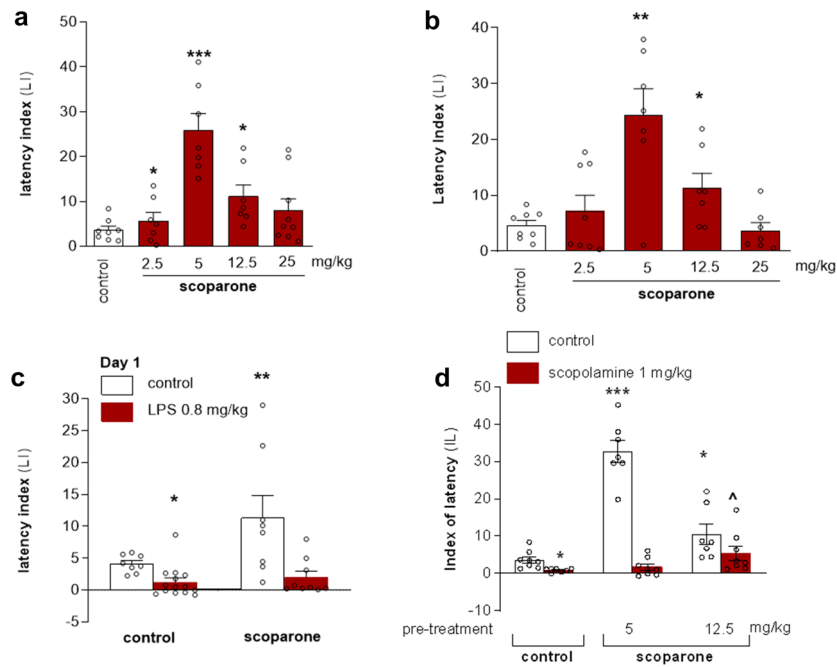 a
50
40
30
20
10
0
latency index (LI)
***
*
*
control
2.5
5
12.5
25
mg/kg
scoparone
b
40
30
20
10
0
Latency Index (LI)
**
*
control
2.5
5
12.5
25
mg/kg
scoparone
c
Day 1
control
LPS 0.8 mg/kg
30
25
20
15
10
5
0
-5
latency index (LI)
*
**
control
scoparone
d
control
scopolamine 1 mg/kg
50
40
30
20
10
0
-10
Index of latency (IL)
*
***
*
^
pre-treatment
5
12.5
mg/kg
control
scoparone